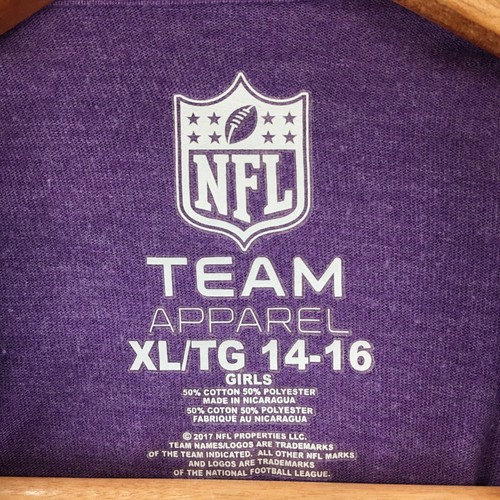 NFL
TEAM
APPAREL
XL/TG 14-16
GIRLS
50% COTTON 50% POLYESTER
MADE IN NICARAGUA
50% COTON 50% POLYESTER
FABRIQUÉ AU NICARAGUA
© 2017 NFL PROPERTIES LLC.
TEAM NAMES/LOGOS ARE TRADEMARKS
OF THE TEAM INDICATED. ALL OTHER NFL MARKS
AND LOGOS ARE TRADEMARKS
OF THE NATIONAL FOOTBALL LEAGUE.